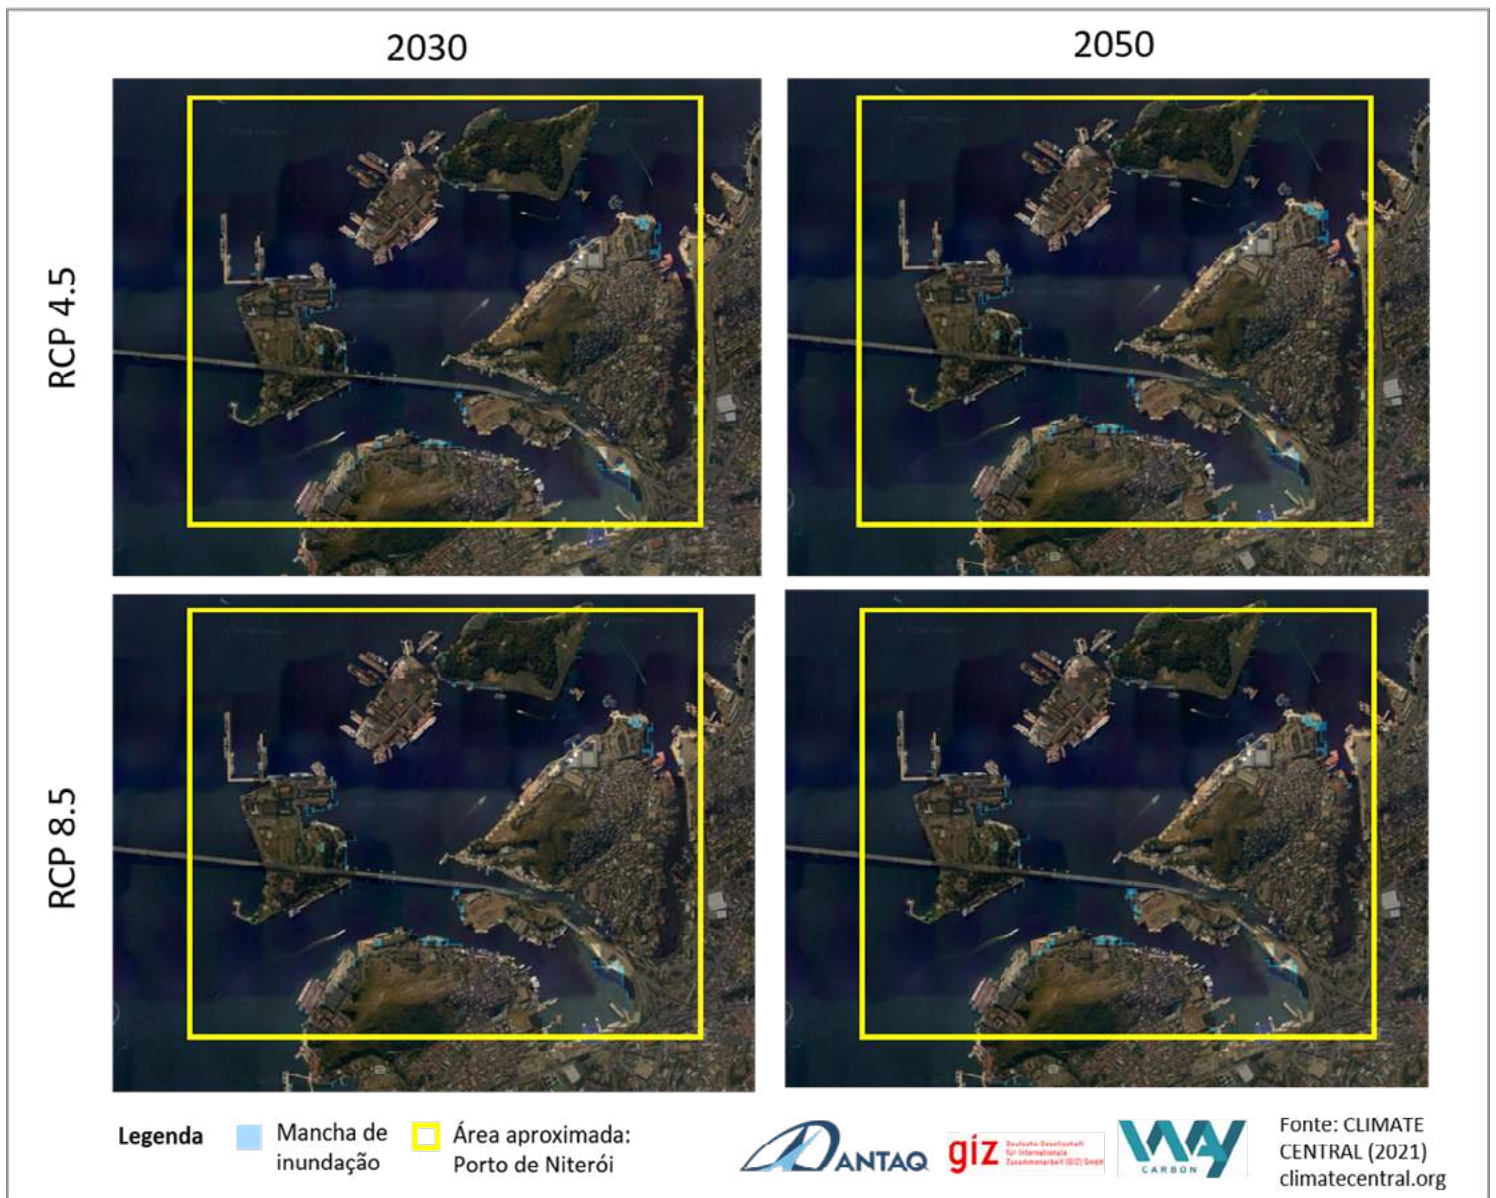 2030
2050
RCP 4.5
RCP 8.5
Legenda
Mancha de
inundação
Área aproximada:
Porto de Niterói
ANTAQ
giz
Deutsche Gesellschaft
für Internationale
Zusammenarbeit (GIZ) GmbH
WAY
CARBON
Fonte: CLIMATE
CENTRAL (2021)
climatecentral.org